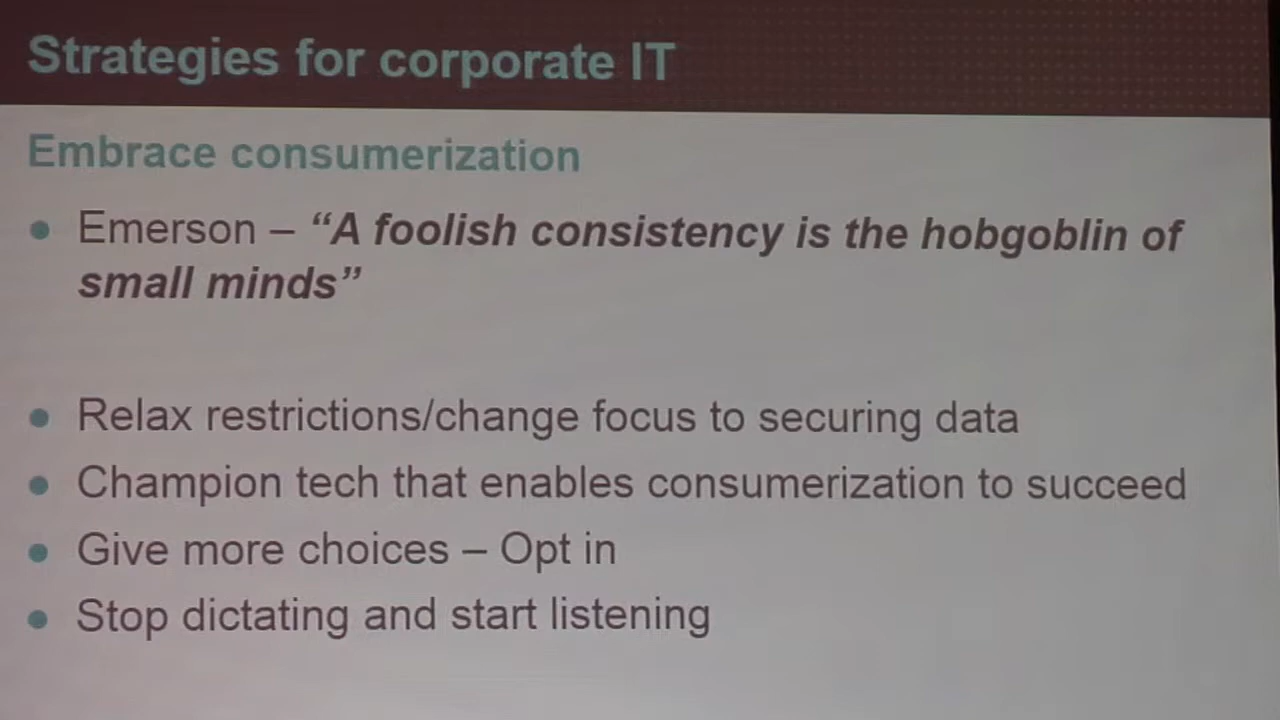 Strategies for corporate IT
Embrace consumerization
• Emerson – “A foolish consistency is the hobgoblin of
small minds”
• Relax restrictions/change focus to securing data
• Champion tech that enables consumerization to succeed
• Give more choices – Opt in
• Stop dictating and start listening